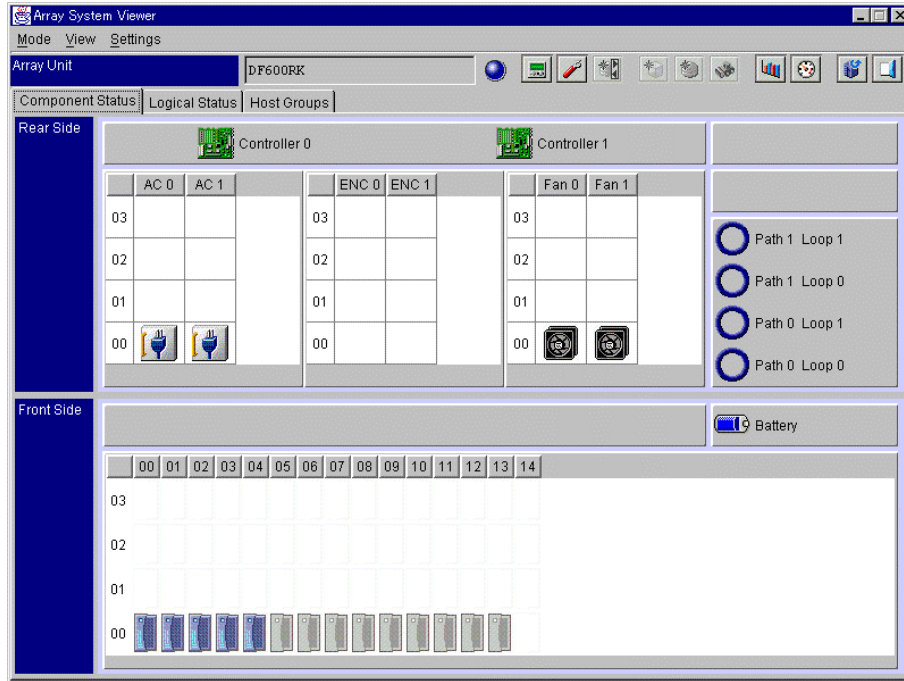 Array System Viewer
Mode View Settings
Array Unit DF600RK
Component Status Logical Status Host Groups
Rear Side Controller 0 Controller 1
AC 0 AC 1 ENC 0 ENC 1 Fan 0 Fan 1
03 03 03
Path 1 Loop 1
02 02 02
Path 1 Loop 0
01 01 01
Path 0 Loop 1
00 00 00
Path 0 Loop 0
Front Side
Battery
00 01 02 03 04 05 06 07 08 09 10 11 12 13 14
03
02
01
00